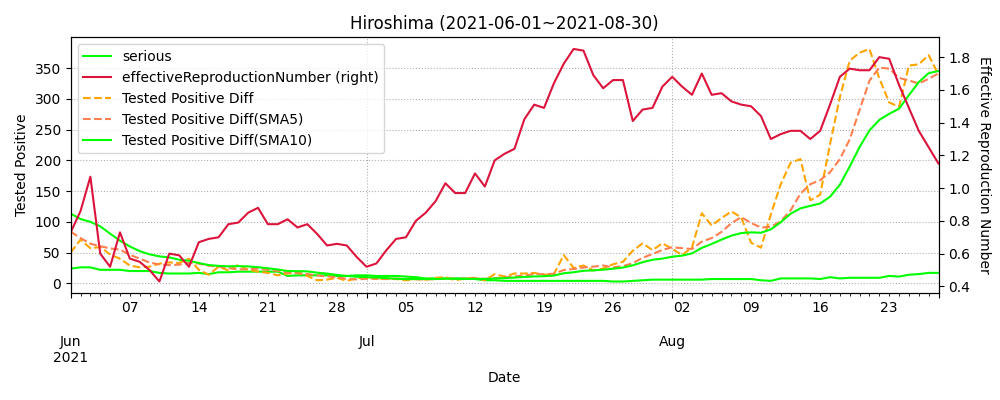 Hiroshima (2021-06-01~2021-08-30)
serious
effectiveReproductionNumber (right)
Tested Positive Diff
Tested Positive Diff(SMA5)
Tested Positive Diff(SMA10)
Tested Positive
350
300
250
200
150
100
50
0
1.8
1.6
1.4
1.2
1.0
0.8
0.6
0.4
Effective Reproduction Number
07 14 21 28 05 12 19 26 02 09 16 23
Jun Jul Aug
2021
Date